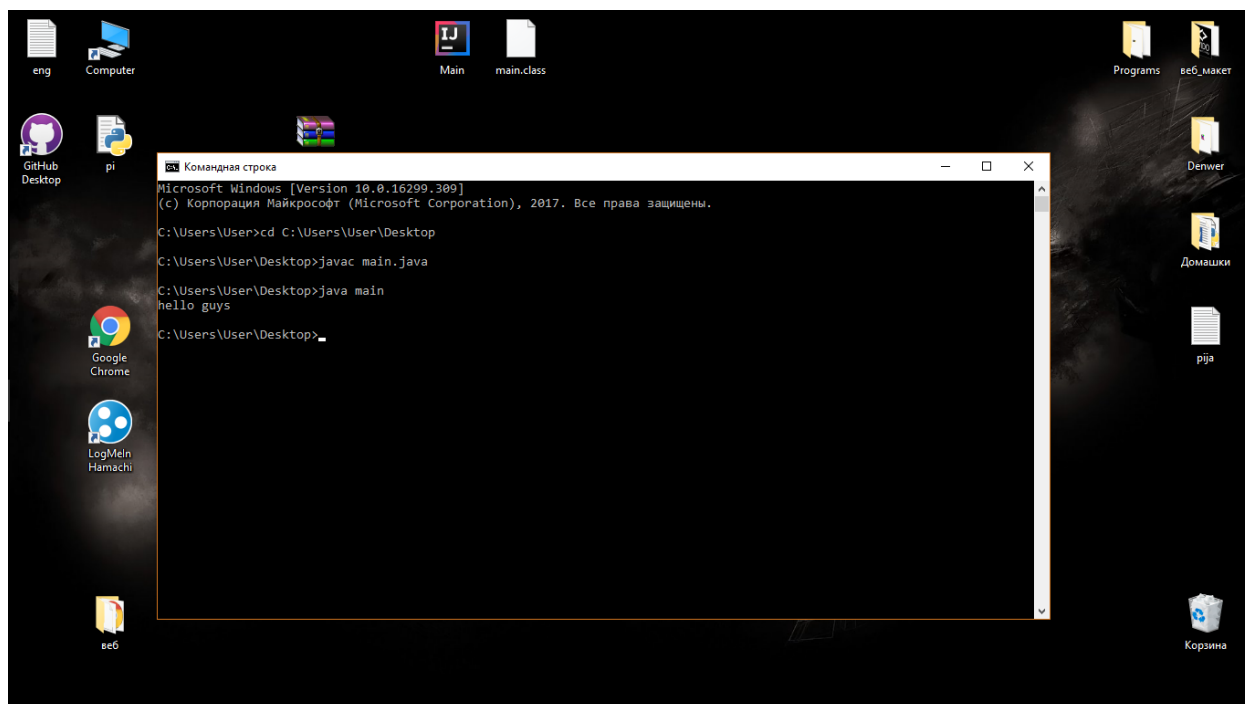 eng
Computer
IJ
Main
main.class
Programs
веб_макет
GitHub
Desktop
pi
Командная строка
Microsoft Windows [Version 10.0.16299.309]
(c) Корпорация Майкрософт (Microsoft Corporation), 2017. Все права защищены.
C:\Users\User>cd C:\Users\User\Desktop
C:\Users\User\Desktop>javac main.java
C:\Users\User\Desktop>java main
hello guys
C:\Users\User\Desktop>
Denwer
Домашки
Google
Chrome
pija
LogMeIn
Hamachi
веб
Корзина